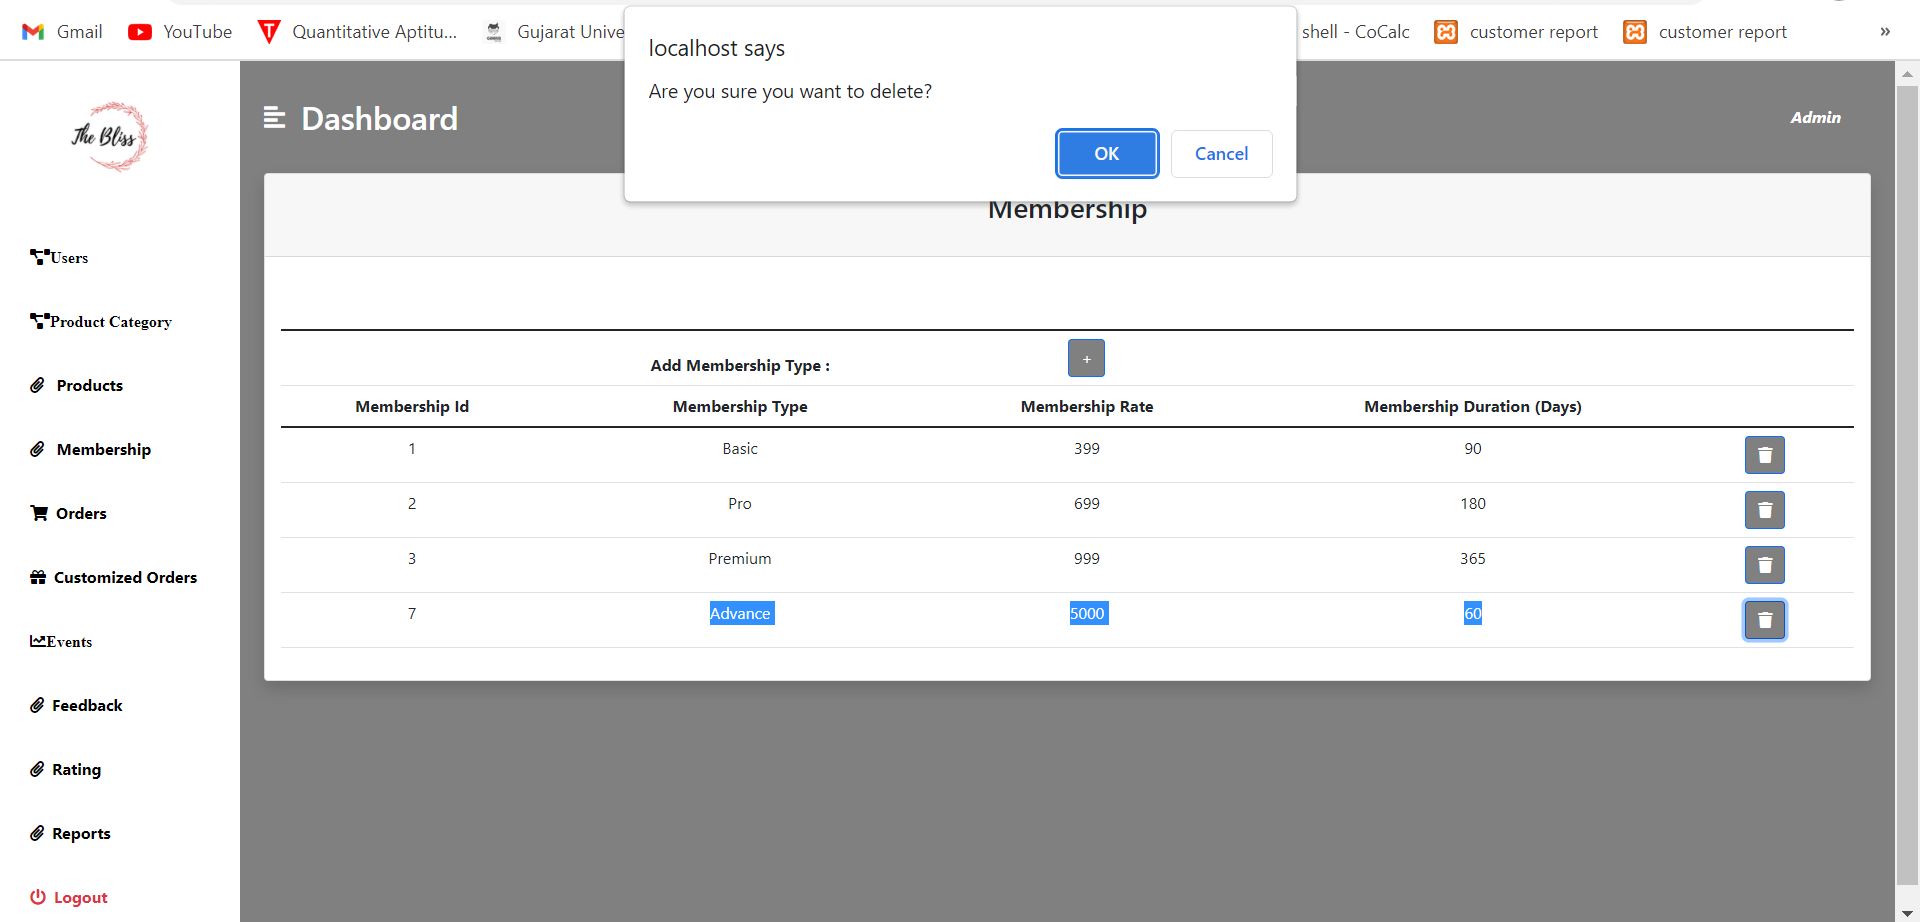 Gmail YouTube Quantitative Aptitu... Gujarat Unive shell - CoCalc customer report customer report »
localhost says
Are you sure you want to delete?
OK Cancel
The Bliss
Dashboard
Admin
Users
Product Category
Products
Membership
Orders
Customized Orders
Events
Feedback
Rating
Reports
Logout
Membership
Add Membership Type : +
Membership Id Membership Type Membership Rate Membership Duration (Days)
1 Basic 399 90
2 Pro 699 180
3 Premium 999 365
7 Advance 5000 60